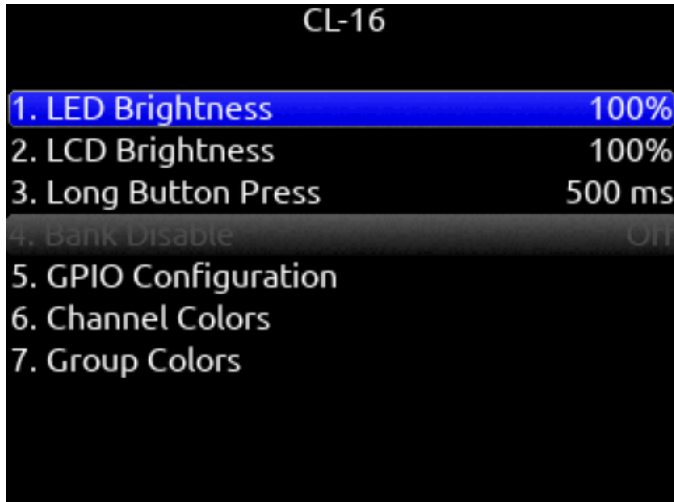 CL-16
1. LED Brightness 100%
2. LCD Brightness 100%
3. Long Button Press 500 ms
4. Bank Disable Off
5. GPIO Configuration
6. Channel Colors
7. Group Colors